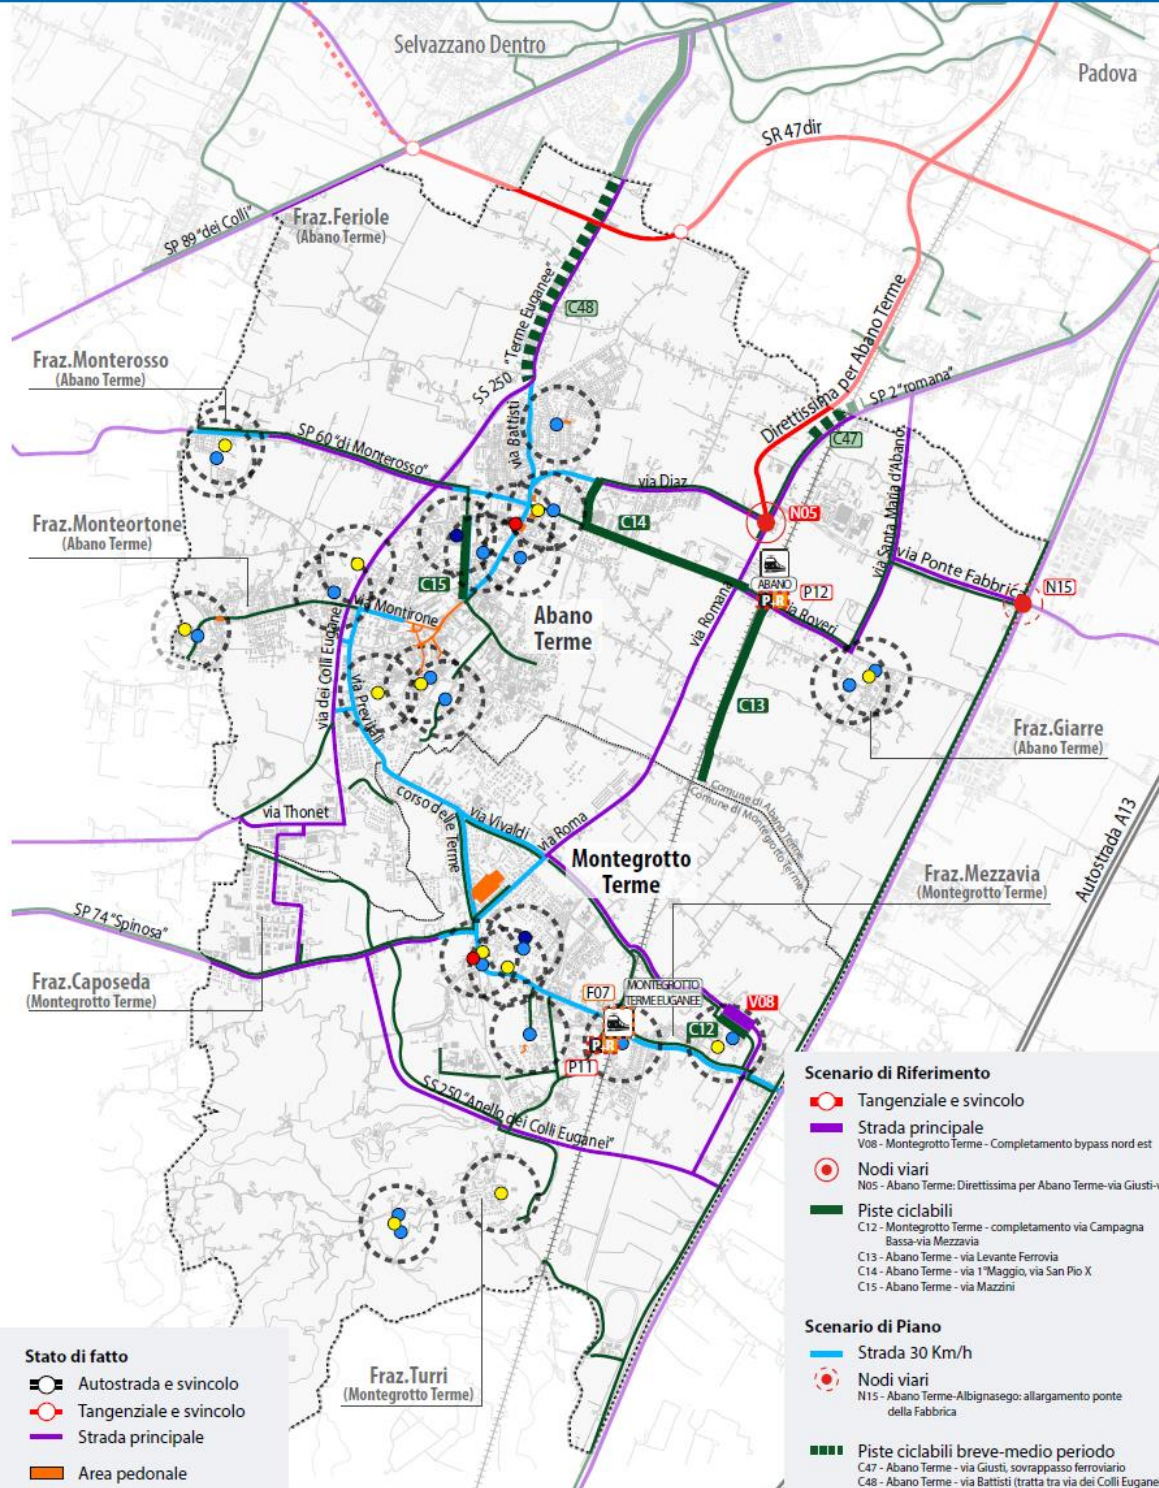 Selvazzano Dentro
Padova
SR 47dir
Fraz.Feriole
(Abano Terme)
SP 89 "dei Colli"
C48
SS 250 "Terme Euganee"
Direttissima per Abano Terme
SP 2 "romana"
C47
Fraz.Monterosso
(Abano Terme)
via Battisti
SP 60 "di Monterosso"
via Diaz
N05
C14
via Santa Maria d'Abano
via Ponte Fabbric
N15
Fraz.Monteortone
(Abano Terme)
C15
ABANO
P R
P12
via Roveri
via Montirone
Abano
Terme
via Romana
via dei Colli Eugane
via Previtali
C13
Fraz.Giarre
(Abano Terme)
Comune di Abano Terme
Comune di Montegrotto Terme
via Thonet
corso delle Terme
via Vivaldi
via Roma
Autostrada A13
Montegrotto
Terme
Fraz.Mezzavia
(Montegrotto Terme)
SP 74 "Spinosa"
Fraz.Caposeda
(Montegrotto Terme)
F07
MONTEGROTTO
TERME EUGANEE
V08
C12
P R
P11
SS 250 "Anello dei Colli Euganei"
Fraz.Turri
(Montegrotto Terme)
Stato di fatto
Autostrada e svincolo
Tangenziale e svincolo
Strada principale
Area pedonale
Scenario di Riferimento
Tangenziale e svincolo
Strada principale
V08 - Montegrotto Terme - Completamento bypass nord est
Nodi viari
N05 - Abano Terme: Direttissima per Abano Terme-via Giusti-v
Piste ciclabili
C12 - Montegrotto Terme - completamento via Campagna
Bassa-via Mezzavia
C13 - Abano Terme - via Levante Ferrovia
C14 - Abano Terme - via 1°Maggio, via San Pio X
C15 - Abano Terme - via Mazzini
Scenario di Piano
Strada 30 Km/h
Nodi viari
N15 - Abano Terme-Albignasego: allargamento ponte
della Fabbrica
Piste ciclabili breve-medio periodo
C47 - Abano Terme - via Giusti, sovrappasso ferroviario
C48 - Abano Terme - via Battisti (tratta tra via dei Colli Eugane